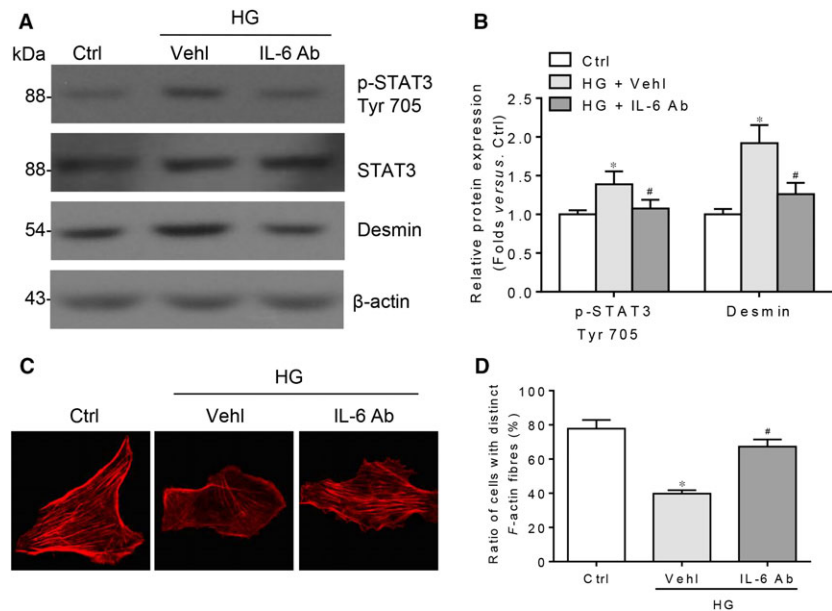 A
HG
kDa
Ctrl
Vehl
IL-6 Ab
88-
p-STAT3
Tyr 705
88-
STAT3
54-
Desmin
43-
β-actin
B
Ctrl
HG + Vehl
HG + IL-6 Ab
Relative protein expression
(Folds versus. Ctrl)
2.5
2.0
1.5
1.0
0.5
0.0
*
#
*
#
p-STAT3
Tyr 705
Desmin
C
HG
Ctrl
Vehl
IL-6 Ab
D
Ratio of cells with distinct
F-actin fibres (%)
100
80
60
40
20
0
*
#
Ctrl
Vehl
IL-6 Ab
HG